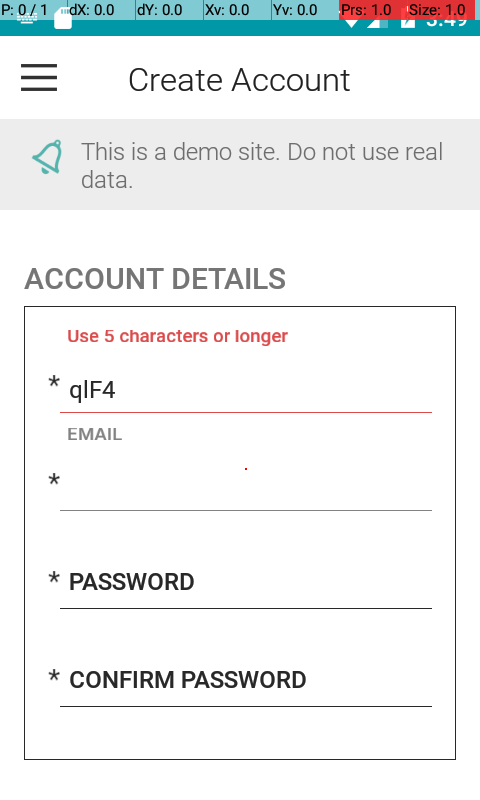 P: 0 / 1 dX: 0.0 dY: 0.0 Xv: 0.0 Yv: 0.0 Prs: 1.0 Size: 1.0
3:49
Create Account
This is a demo site. Do not use real
data.
ACCOUNT DETAILS
Use 5 characters or longer
* qlF4
EMAIL
*
* PASSWORD
* CONFIRM PASSWORD